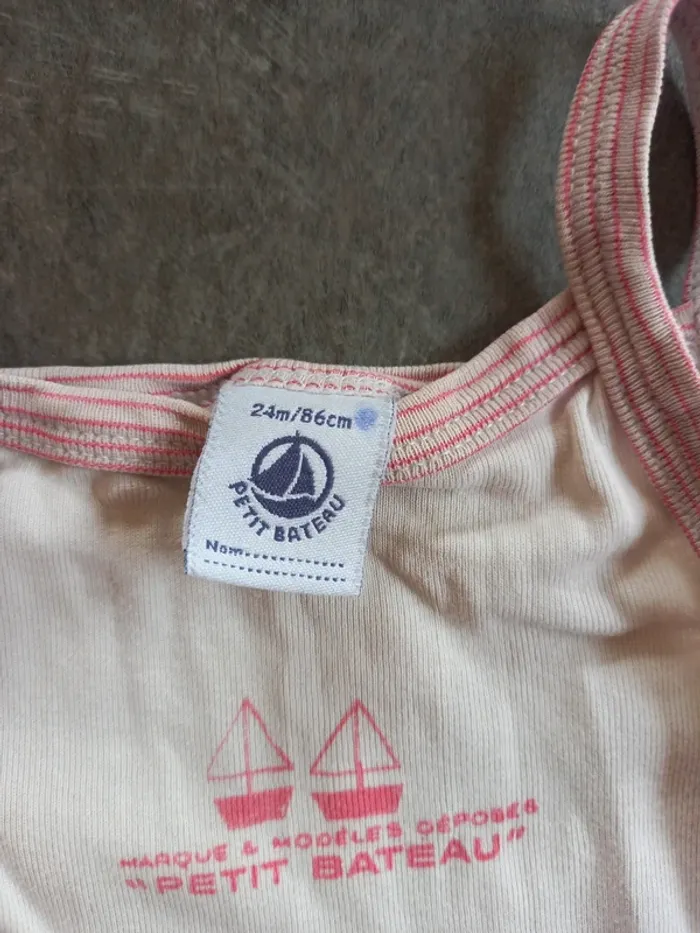 24m/86cm
PETIT BATEAU
Nom
MARQUE & MODÈLES DÉPOSÉS
"PETIT BATEAU"